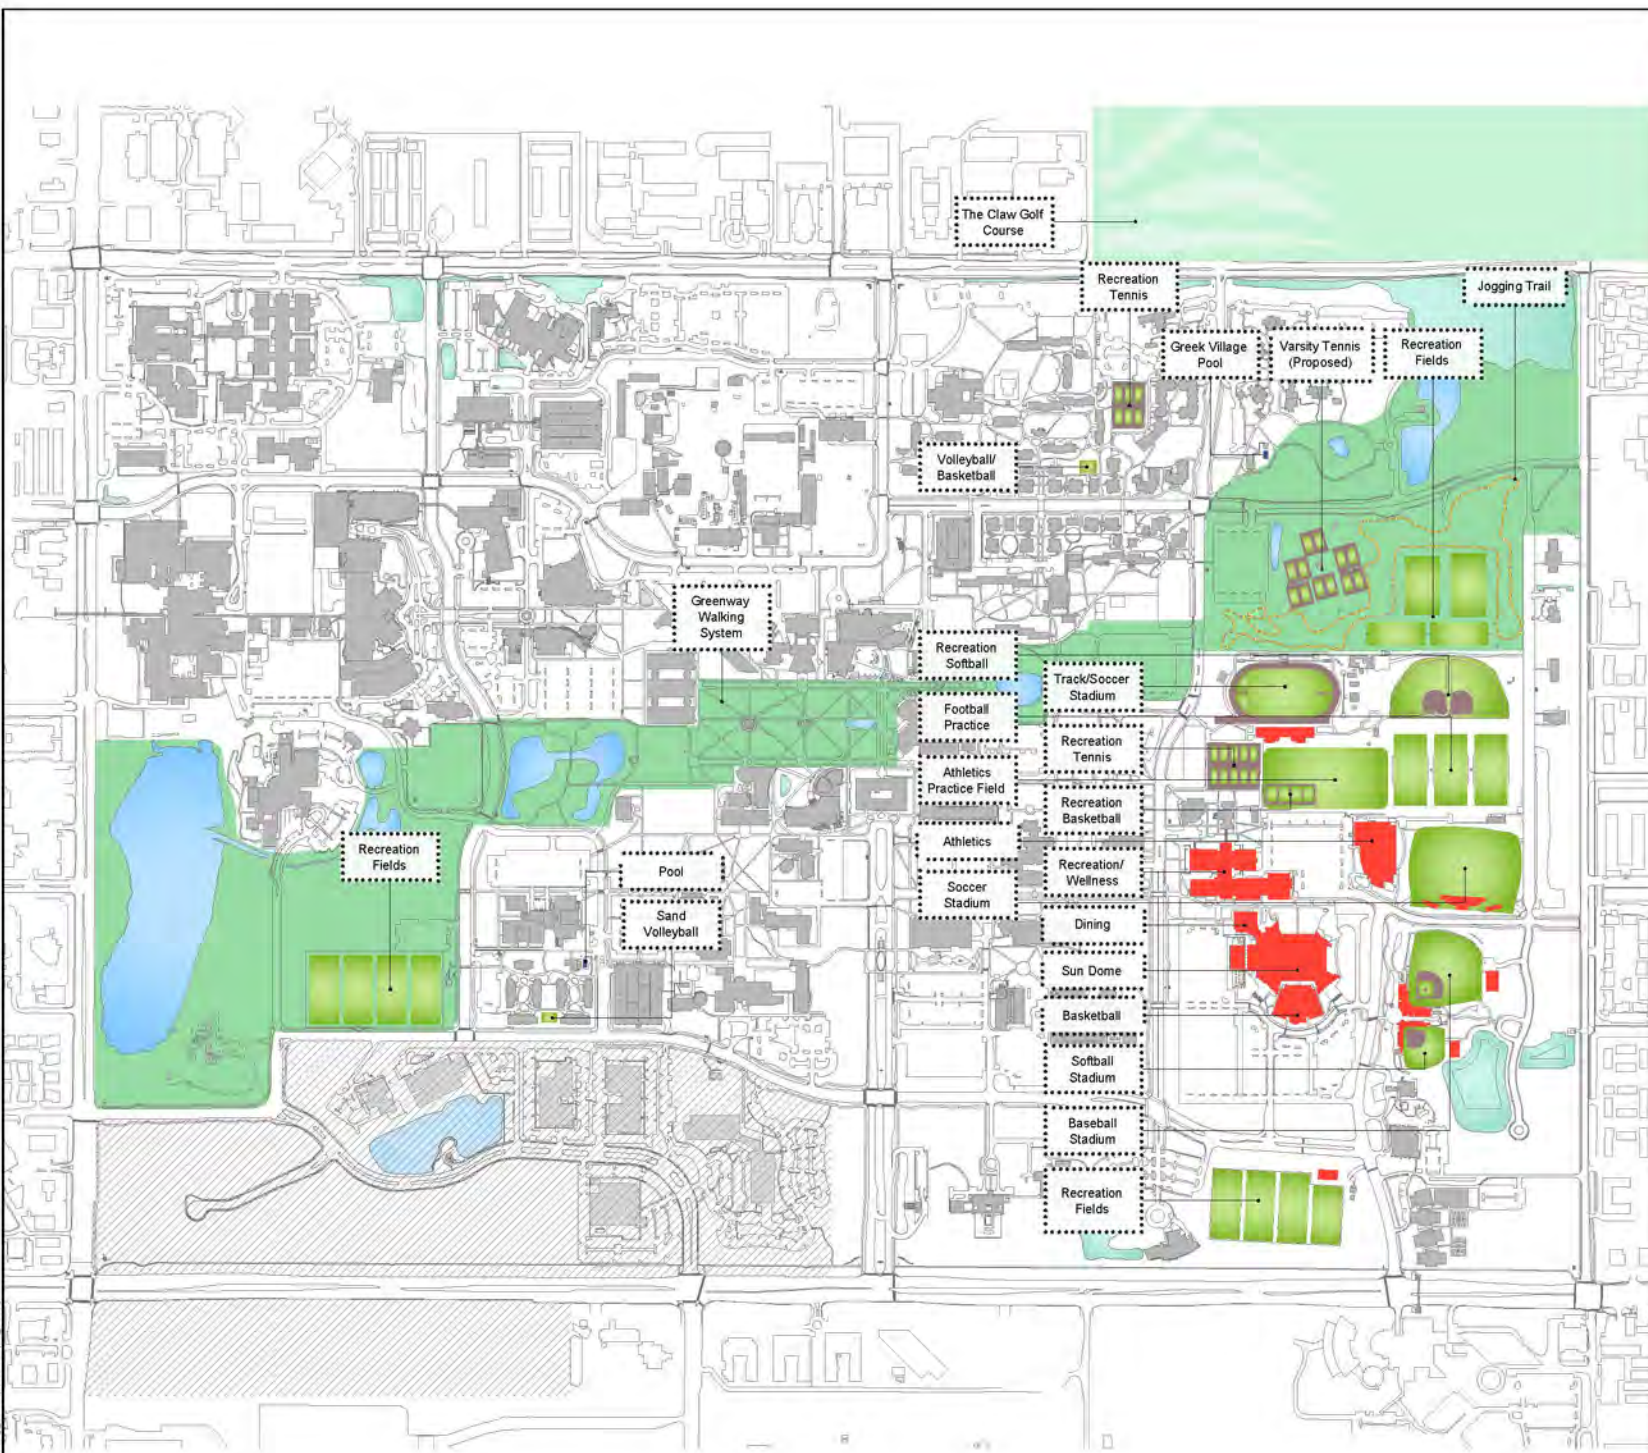 The Claw Golf
Course
Recreation
Tennis
Jogging Trail
Greek Village
Pool
Varsity Tennis
(Proposed)
Recreation
Fields
Volleyball/
Basketball
Greenway
Walking
System
Recreation
Softball
Track/Soccer
Stadium
Football
Practice
Recreation
Tennis
Athletics
Practice Field
Recreation
Basketball
Athletics
Recreation/
Wellness
Soccer
Stadium
Recreation
Fields
Pool
Sand
Volleyball
Dining
Sun Dome
Basketball
Softball
Stadium
Baseball
Stadium
Recreation
Fields